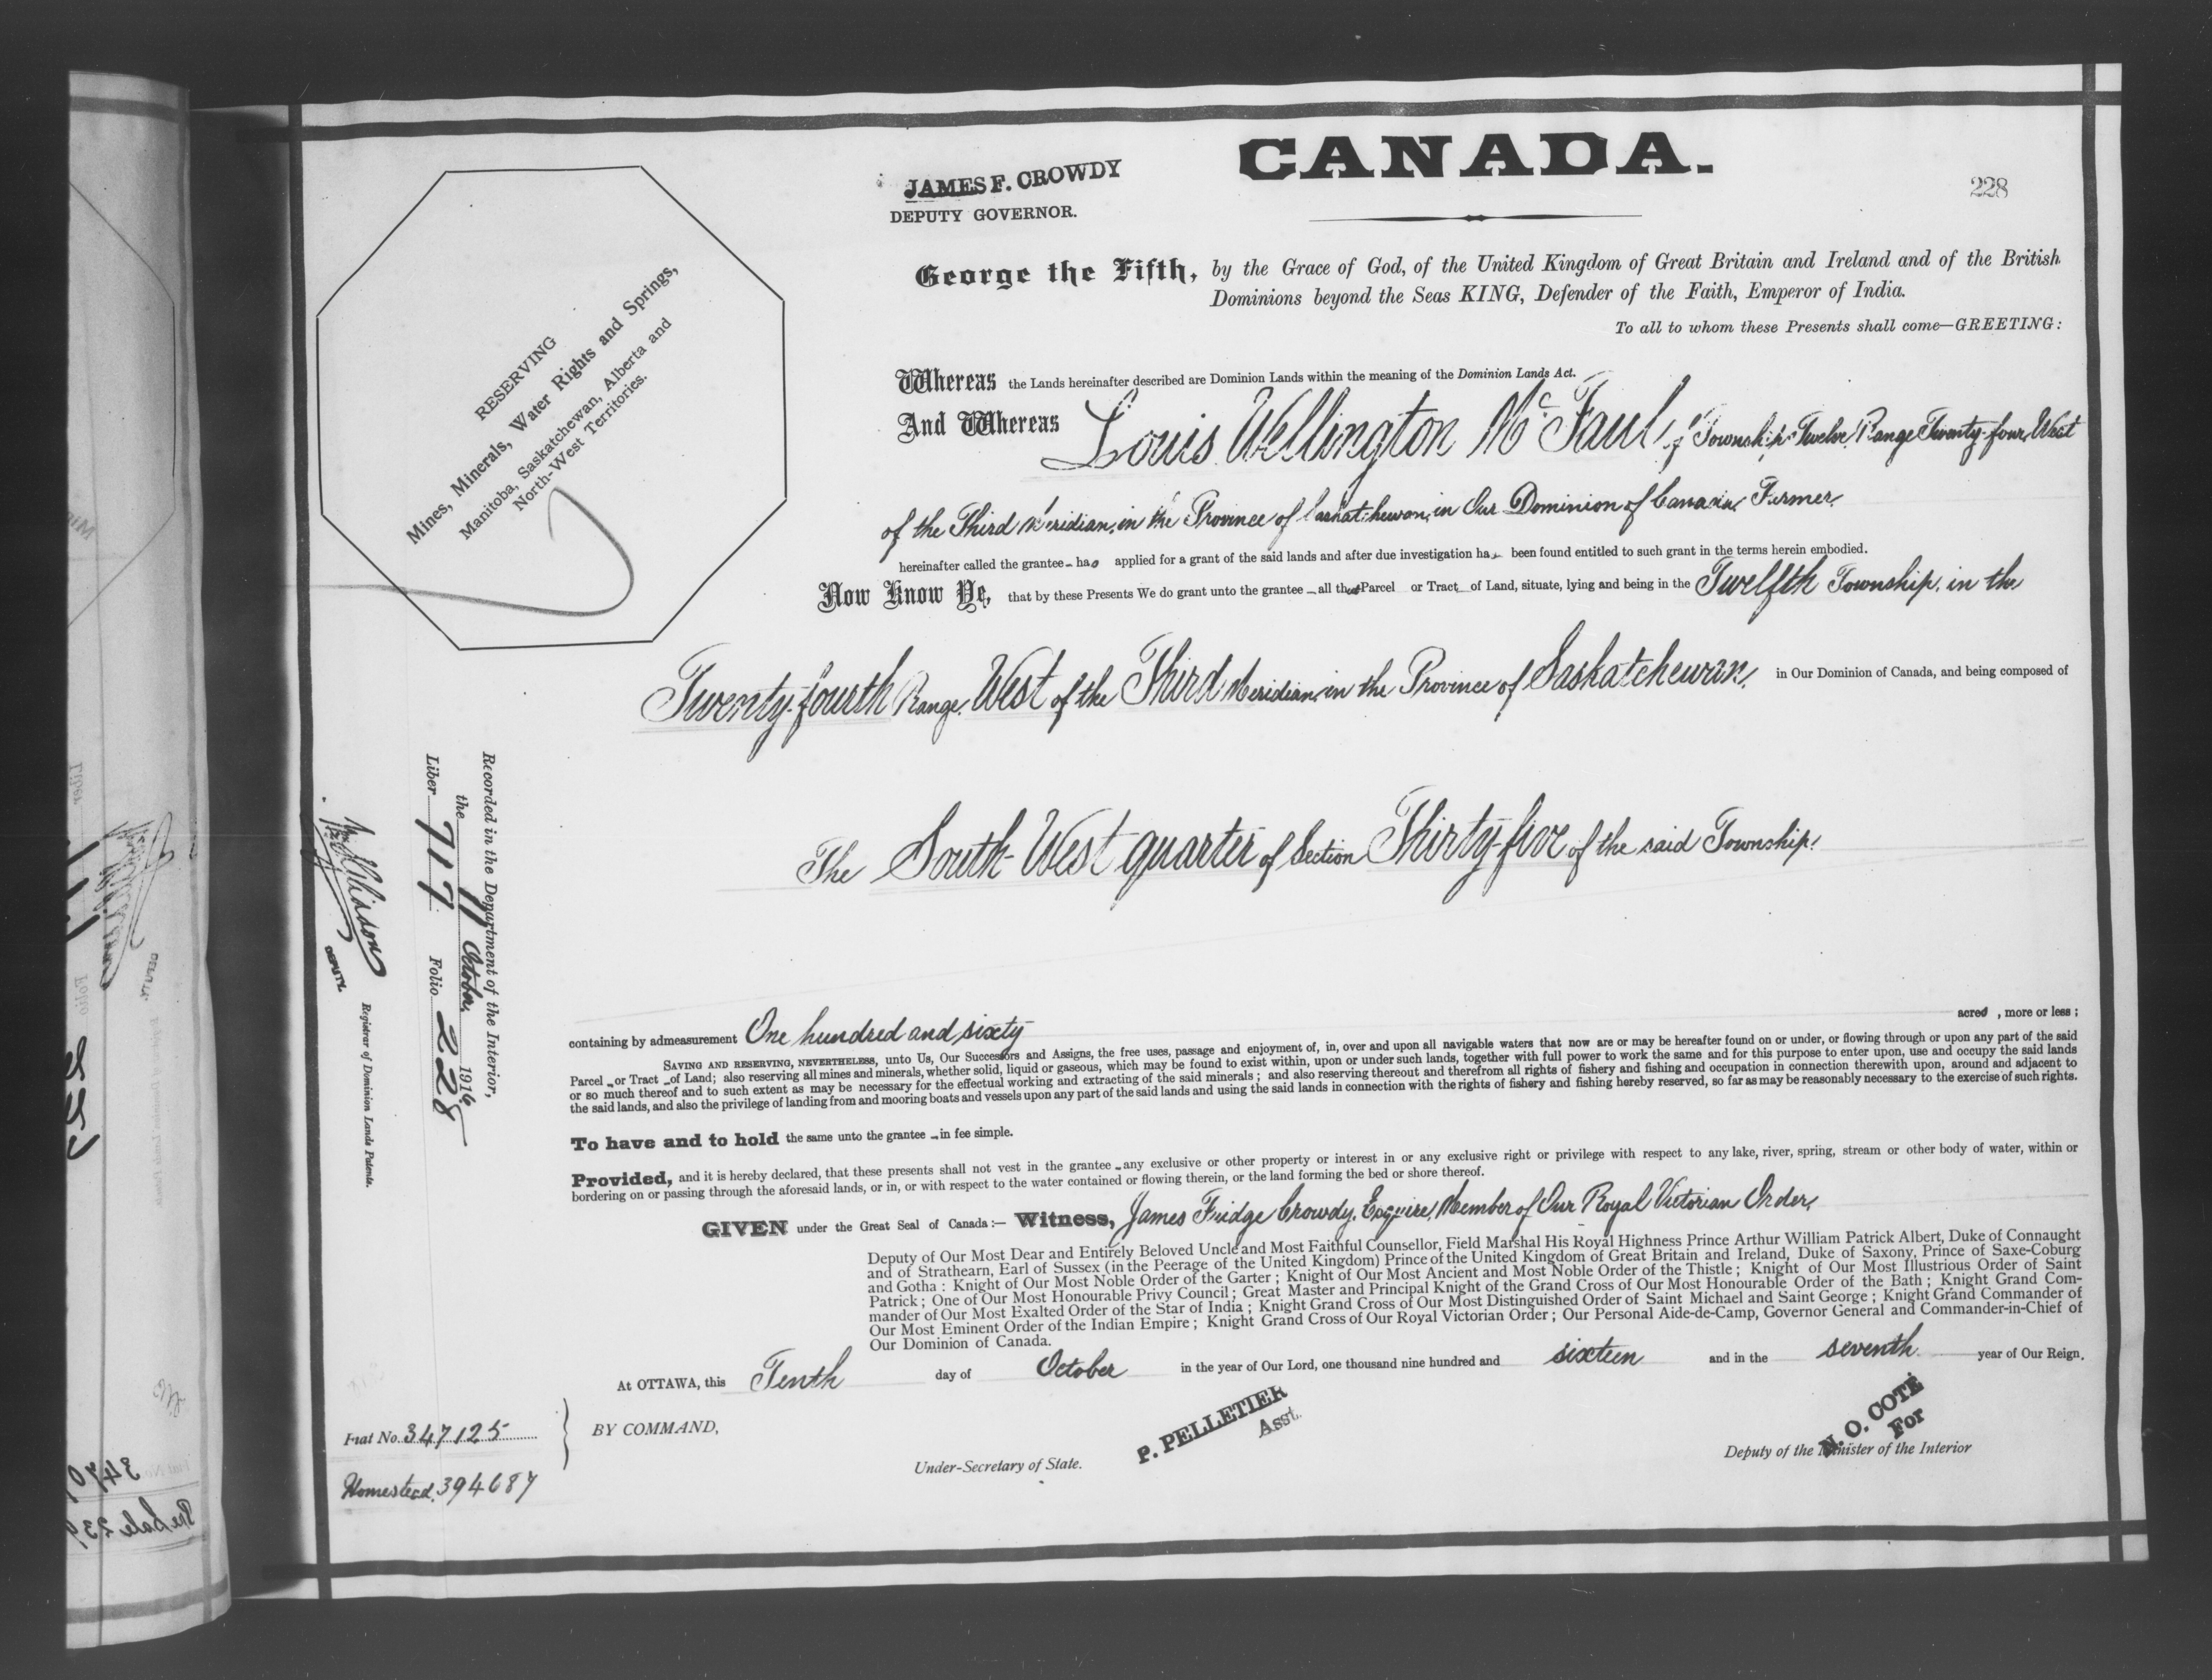 CANADA.
228
JAMES F. CROWDY
DEPUTY GOVERNOR.
George the Fifth, by the Grace of God, of the United Kingdom of Great Britain and Ireland and of the British
Dominions beyond the Seas KING, Defender of the Faith, Emperor of India.
To all to whom these Presents shall come—GREETING:
RESERVING
Mines, Minerals, Water Rights and Springs,
Manitoba, Saskatchewan, Alberta and
North-West Territories.
Whereas the Lands hereinafter described are Dominion Lands within the meaning of the Dominion Lands Act.
And Whereas Louis Wellington McFaul, of Township Twelve, Range Twenty-four, West
of the Third Meridian, in the Province of Saskatchewan, in Our Dominion of Canada, Farmer,
hereinafter called the grantee - has applied for a grant of the said lands and after due investigation has been found entitled to such grant in the terms herein embodied.
Now Know Ye, that by these Presents We do grant unto the grantee - all that Parcel or Tract of Land, situate, lying and being in the Twelfth Township, in the
Twenty-fourth Range, West of the Third Meridian, in the Province of Saskatchewan, in Our Dominion of Canada, and being composed of
The South-West quarter of Section Thirty-five of the said Township.
containing by admeasurement One hundred and sixty acres, more or less;
SAVING AND RESERVING, NEVERTHELESS, unto Us, Our Successors and Assigns, the free uses, passage and enjoyment of, in, over and upon all navigable waters that now are or may be hereafter found on or under, or flowing through or upon any part of the said
Parcel - or Tract - of Land; also reserving all mines and minerals, whether solid, liquid or gaseous, which may be found to exist within, upon or under such lands, together with full power to work the same and for this purpose to enter upon, use and occupy the said lands
or so much thereof and to such extent as may be necessary for the effectual working and extracting of the said minerals; and also reserving thereout and therefrom all rights of fishery and fishing and occupation in connection therewith upon, around and adjacent to
the said lands, and also the privilege of landing from and mooring boats and vessels upon any part of the said lands and using the said lands in connection with the rights of fishery and fishing hereby reserved, so far as may be reasonably necessary to the exercise of such rights.
To have and to hold the same unto the grantee - in fee simple.
Provided, and it is hereby declared, that these presents shall not vest in the grantee - any exclusive or other property or interest in or any exclusive right or privilege with respect to any lake, river, spring, stream or other body of water, within or
bordering on or passing through the aforesaid lands, or in, or with respect to the water contained or flowing therein, or the land forming the bed or shore thereof.
GIVEN under the Great Seal of Canada:— Witness, James Fridge Crowdy, Esquire, Member of Our Royal Victorian Order,
Deputy of Our Most Dear and Entirely Beloved Uncle and Most Faithful Counsellor, Field Marshal His Royal Highness Prince Arthur William Patrick Albert, Duke of Connaught
and of Strathearn, Earl of Sussex (in the Peerage of the United Kingdom) Prince of the United Kingdom of Great Britain and Ireland, Duke of Saxony, Prince of Saxe-Coburg
and Gotha: Knight of Our Most Noble Order of the Garter; Knight of Our Most Ancient and Most Noble Order of the Thistle; Knight of Our Most Illustrious Order of Saint
Patrick; One of Our Most Honourable Privy Council; Great Master and Principal Knight of the Grand Cross of Our Most Honourable Order of the Bath; Knight Grand Com-
mander of Our Most Exalted Order of the Star of India; Knight Grand Cross of Our Most Distinguished Order of Saint Michael and Saint George; Knight Grand Commander of
Our Most Eminent Order of the Indian Empire; Knight Grand Cross of Our Royal Victorian Order; Our Personal Aide-de-Camp, Governor General and Commander-in-Chief of
Our Dominion of Canada.
At OTTAWA, this Tenth day of October in the year of Our Lord, one thousand nine hundred and sixteen and in the seventh year of Our Reign.
BY COMMAND,
P. PELLETIER
Asst.
Under-Secretary of State.
N. O. COTÉ
For
Deputy of the Minister of the Interior
Fiat No. 347125
Homestead. 394687
Recorded in the Department of the Interior,
the 11 October, 1916
Liber 717 Folio 228
DEPUTY.
Registrar of Dominion Lands Patents.